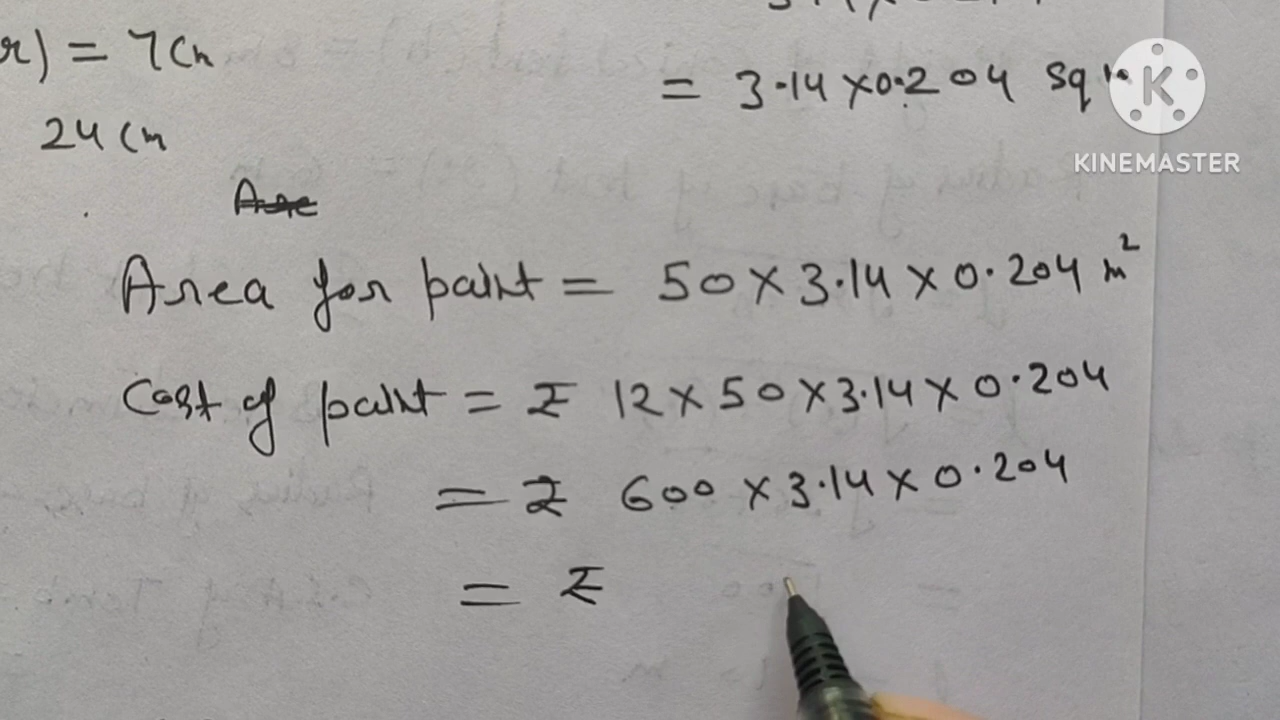 r) = 7 cm
= 3.14 × 0.204 sq
24 cm
KINEMASTER
Area for paint = 50 × 3.14 × 0.204 m²
Cost of paint = ₹ 12 × 50 × 3.14 × 0.204
= ₹ 600 × 3.14 × 0.204
= ₹